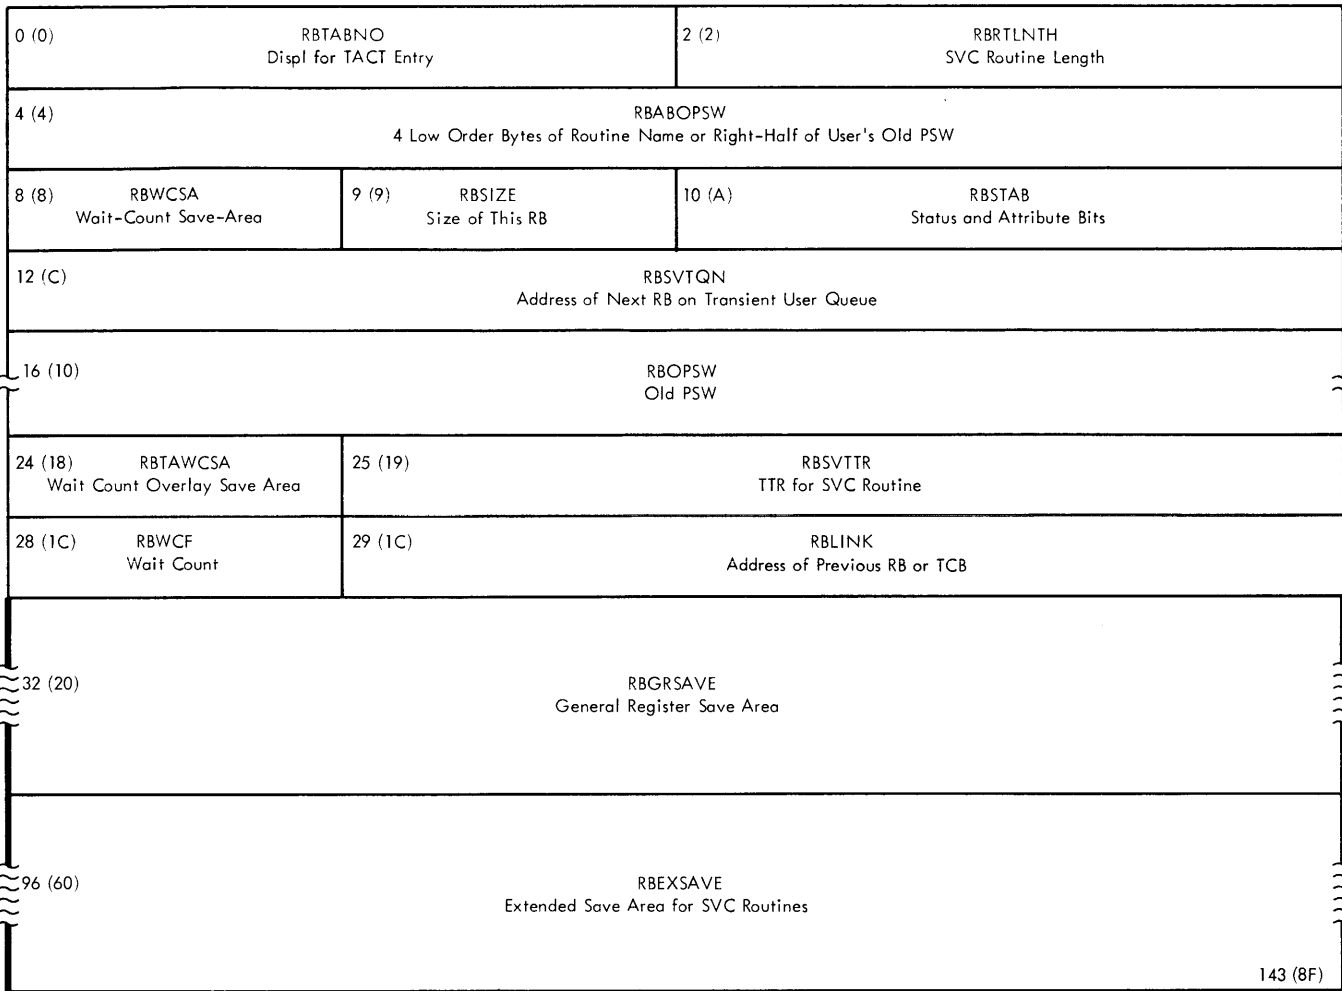 0 (0) RBTABNO 2 (2) RBRTLNTH
Displ for TACT Entry SVC Routine Length
4 (4) RBABOPSW
4 Low Order Bytes of Routine Name or Right-Half of User's Old PSW
8 (8) RBWCSA 9 (9) RBSIZE 10 (A) RBSTAB
Wait-Count Save-Area Size of This RB Status and Attribute Bits
12 (C) RBSVTQN
Address of Next RB on Transient User Queue
16 (10) RBOPSW
Old PSW
24 (18) RBTAWCSA 25 (19) RBSVTTR
Wait Count Overlay Save Area TTR for SVC Routine
28 (1C) RBWCF 29 (1C) RBLINK
Wait Count Address of Previous RB or TCB
32 (20) RBGRSAVE
General Register Save Area
96 (60) RBEXSAVE
Extended Save Area for SVC Routines
143 (8F)